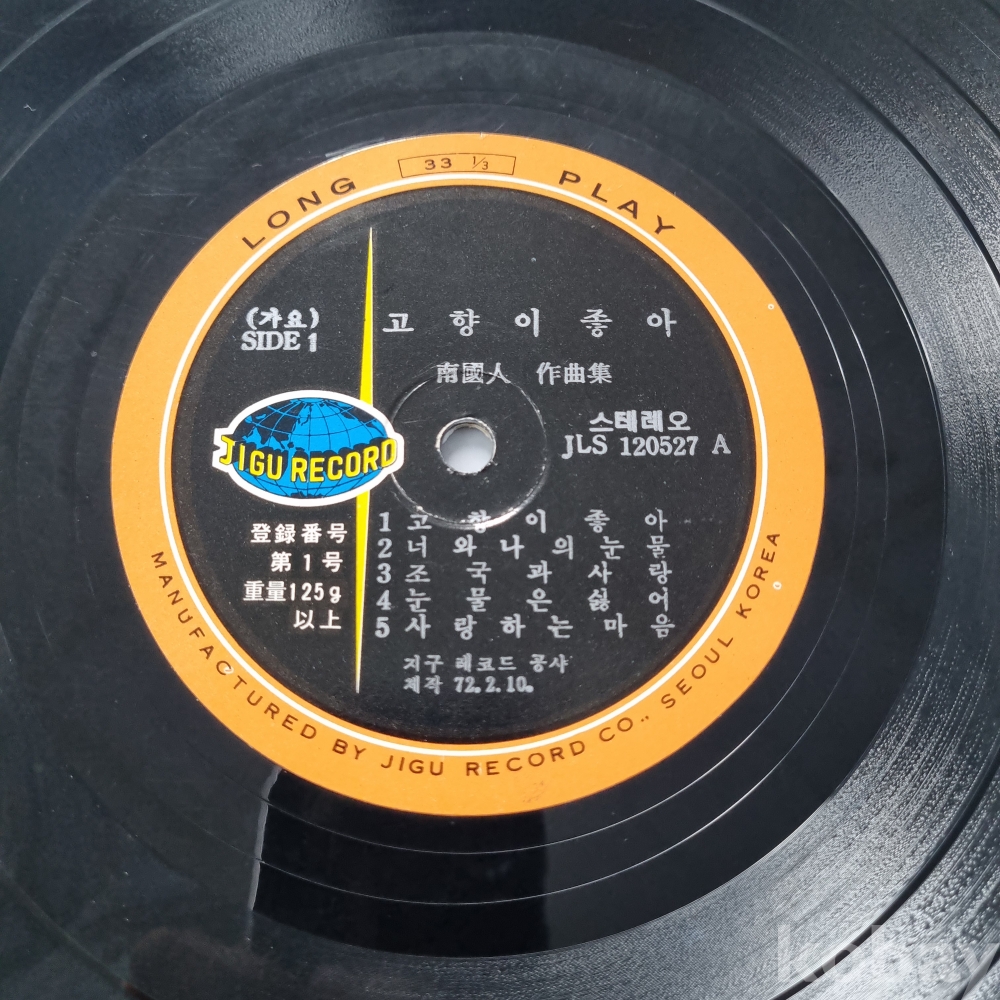 33 ⅓
LONG PLAY
(가요)
SIDE 1
고향이좋아
南國人 作曲集
스테레오
JLS 120527 A
JIGU RECORD
登録番号
第1号
重量125g
以上
1 고향이좋아
2 너와나의눈물
3 조국과사랑
4 눈물은싫어
5 사랑하는마음
지구 레코드 공사
제작 72.2.10.
MANUFACTURED BY JIGU RECORD CO., SEOUL KOREA